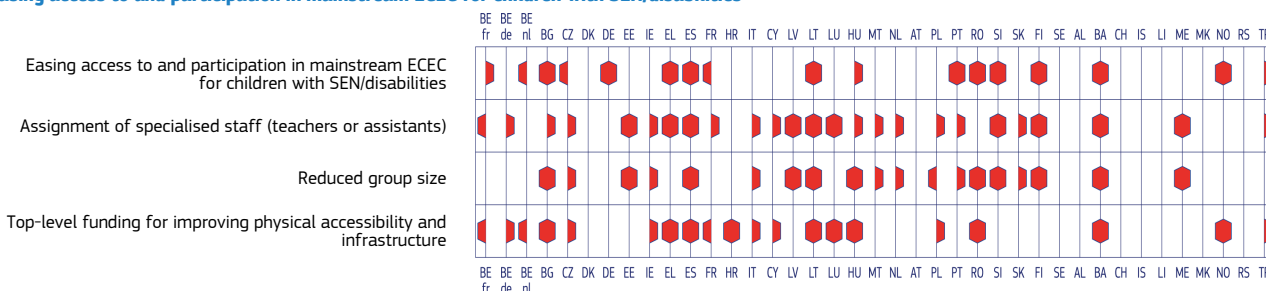 BE BE BE
fr de nl BG CZ DK DE EE IE EL ES FR HR IT CY LV LT LU HU MT NL AT PL PT RO SI SK FI SE AL BA CH IS LI ME MK NO RS
Easing access to and participation in mainstream ECEC
for children with SEN/disabilities
Assignment of specialised staff (teachers or assistants)
Reduced group size
Top-level funding for improving physical accessibility and
infrastructure
BE BE BE BG CZ DK DE EE IE EL ES FR HR IT CY LV LT LU HU MT NL AT PL PT RO SI SK FI SE AL BA CH IS LI ME MK NO RS
fr de nl